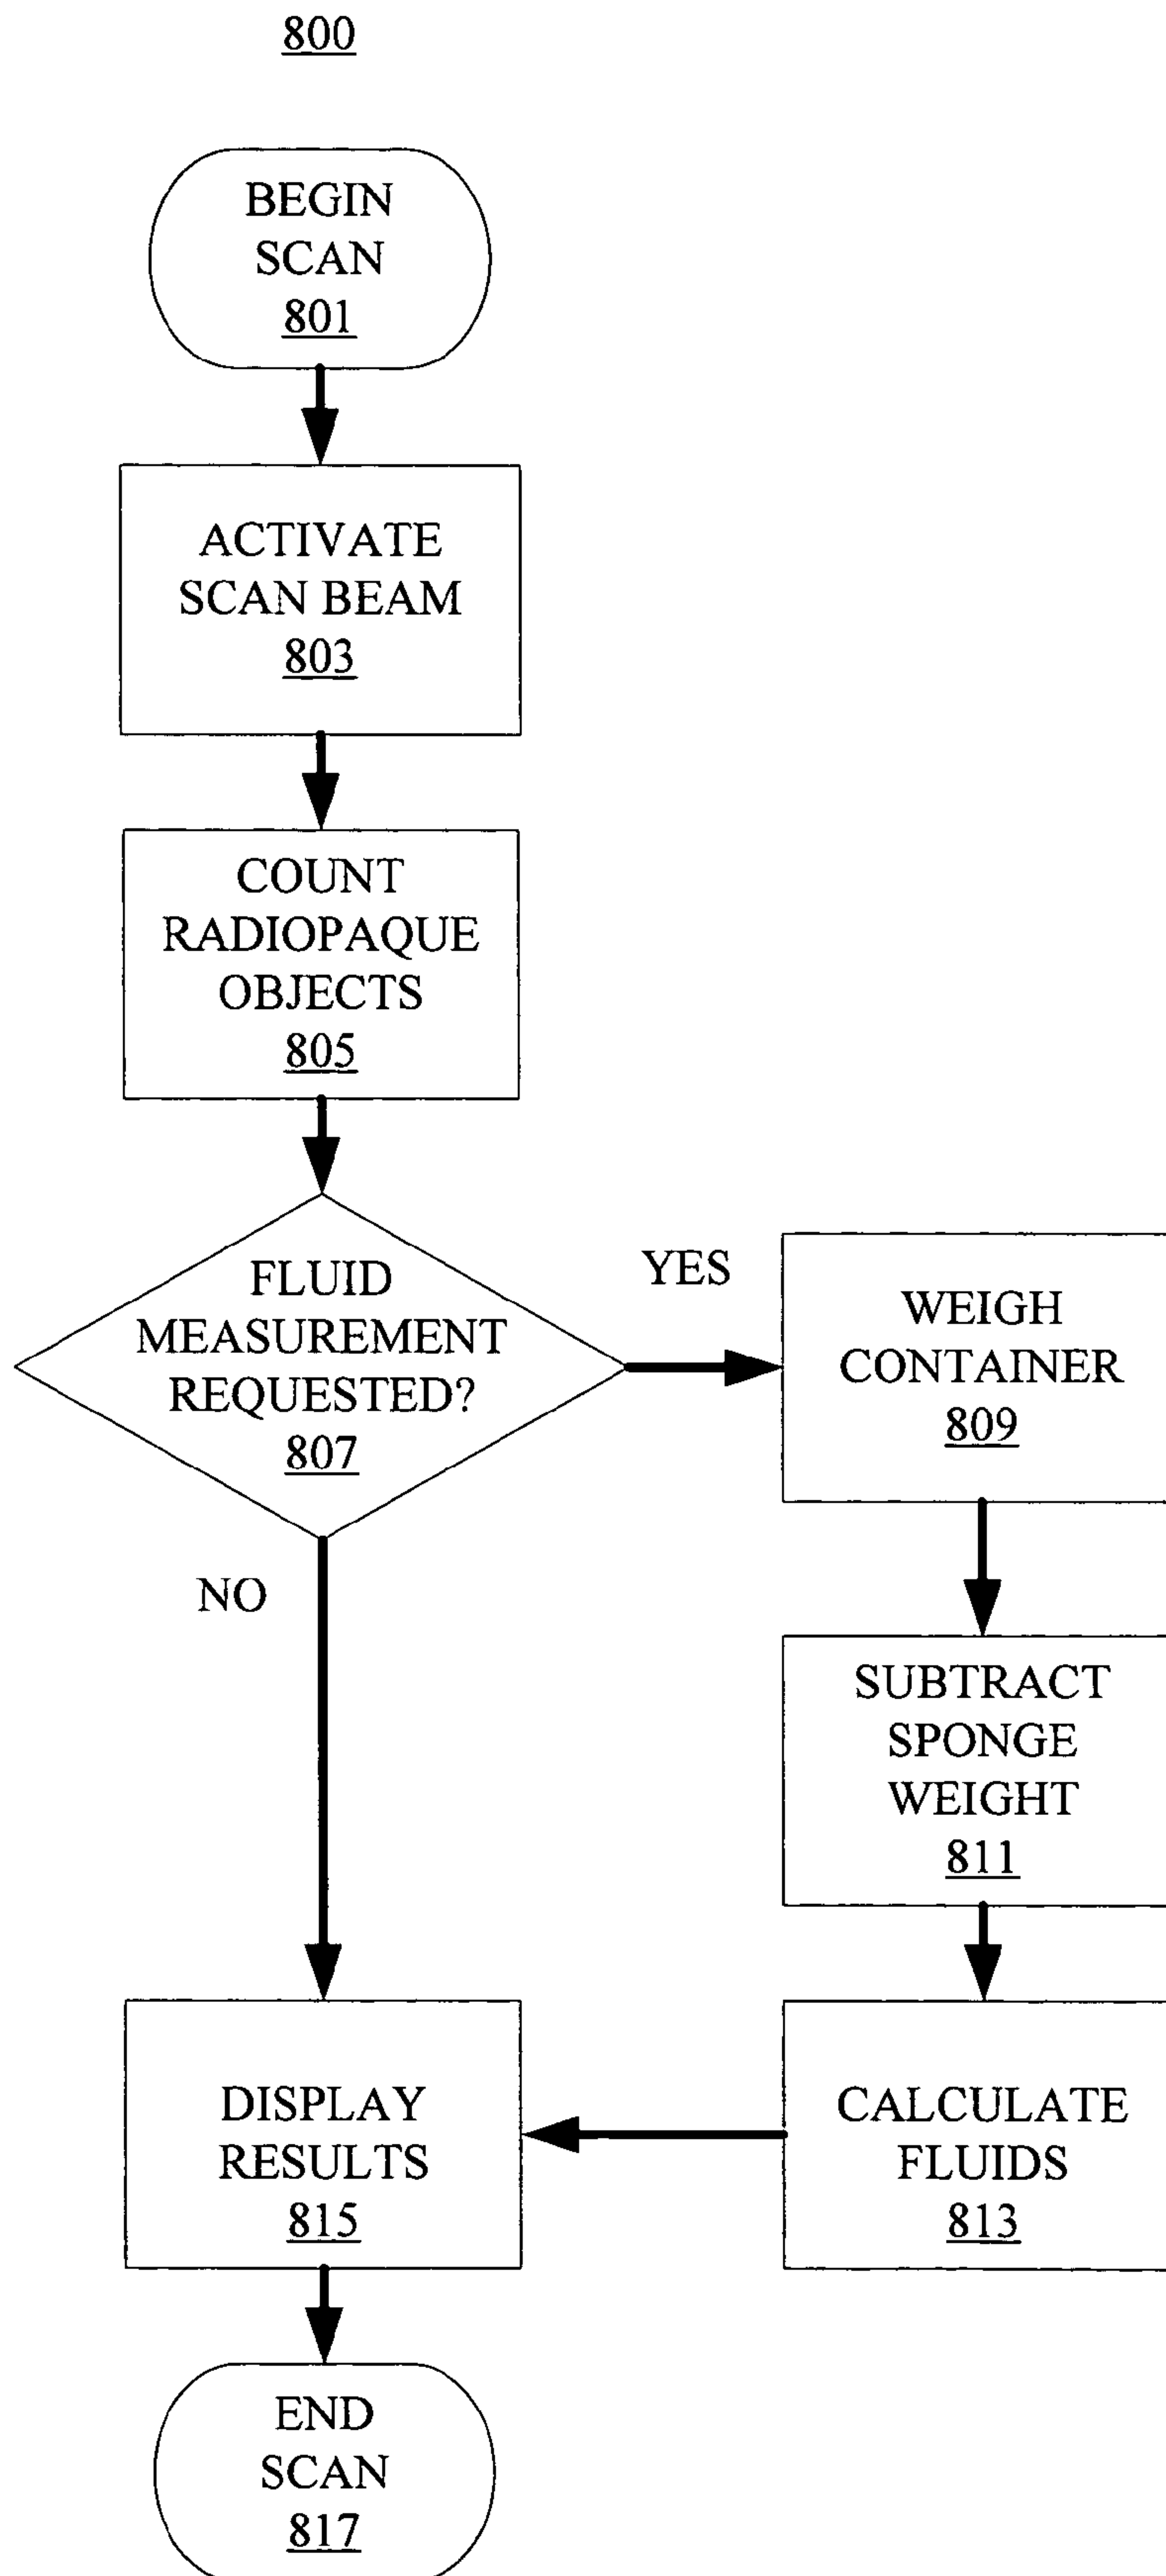 800
BEGIN
SCAN
801
ACTIVATE
SCAN BEAM
803
COUNT
RADIOPAQUE
OBJECTS
805
FLUID
MEASUREMENT
REQUESTED?
807
YES
WEIGH
CONTAINER
809
NO
SUBTRACT
SPONGE
WEIGHT
811
DISPLAY
RESULTS
815
CALCULATE
FLUIDS
813
END
SCAN
817